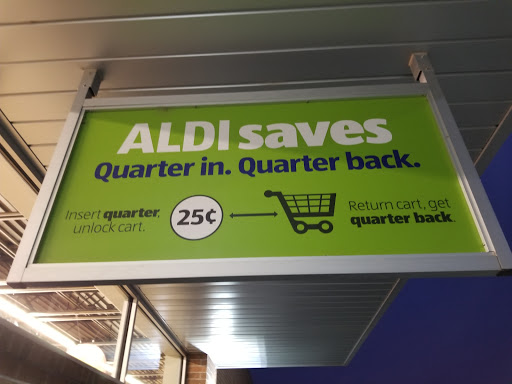 ALDI saves
Quarter in. Quarter back.
Insert quarter,
unlock cart.
25¢
Return cart, get
quarter back.